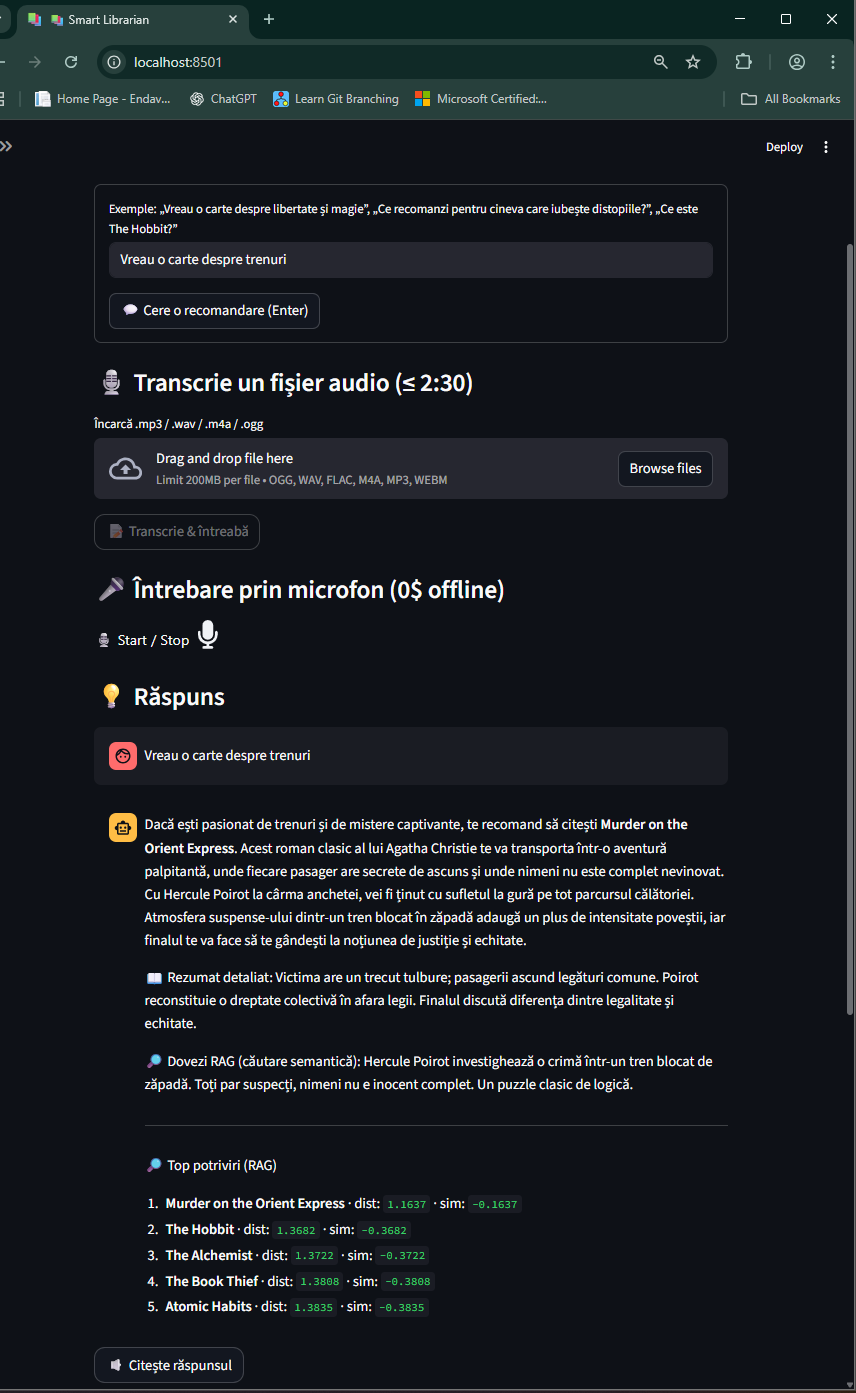 Smart Librarian
localhost:8501
Home Page - Endav...
ChatGPT
Learn Git Branching
Microsoft Certified:...
All Bookmarks
Deploy
Exemple: „Vreau o carte despre libertate și magie”, „Ce recomanzi pentru cineva care iubește distopiile?”, „Ce este
The Hobbit?”
Vreau o carte despre trenuri
Cere o recomandare (Enter)
Transcrie un fișier audio (≤ 2:30)
Încarcă .mp3 / .wav / .m4a / .ogg
Drag and drop file here
Limit 200MB per file • OGG, WAV, FLAC, M4A, MP3, WEBM
Browse files
Transcrie & întreabă
Întrebare prin microfon (0$ offline)
Start / Stop
Răspuns
Vreau o carte despre trenuri
Dacă ești pasionat de trenuri și de mistere captivante, te recomand să citești Murder on the
Orient Express. Acest roman clasic al lui Agatha Christie te va transporta într-o aventură
palpitantă, unde fiecare pasager are secrete de ascuns și unde nimeni nu este complet nevinovat.
Cu Hercule Poirot la cârma anchetei, vei fi ținut cu sufletul la gură pe tot parcursul călătoriei.
Atmosfera suspense-ului dintr-un tren blocat în zăpadă adaugă un plus de intensitate poveștii, iar
finalul te va face să te gândești la noțiunea de justiție și echitate.
Rezumat detaliat: Victima are un trecut tulbure; pasagerii ascund legături comune. Poirot
reconstituie o dreptate colectivă în afara legii. Finalul discută diferența dintre legalitate și
echitate.
Dovezi RAG (căutare semantică): Hercule Poirot investighează o crimă într-un tren blocat de
zăpadă. Toți par suspecți, nimeni nu e inocent complet. Un puzzle clasic de logică.
Top potriviri (RAG)
1. Murder on the Orient Express · dist: 1.1637 · sim: -0.1637
2. The Hobbit · dist: 1.3682 · sim: -0.3682
3. The Alchemist · dist: 1.3722 · sim: -0.3722
4. The Book Thief · dist: 1.3808 · sim: -0.3808
5. Atomic Habits · dist: 1.3835 · sim: -0.3835
Citește răspunsul